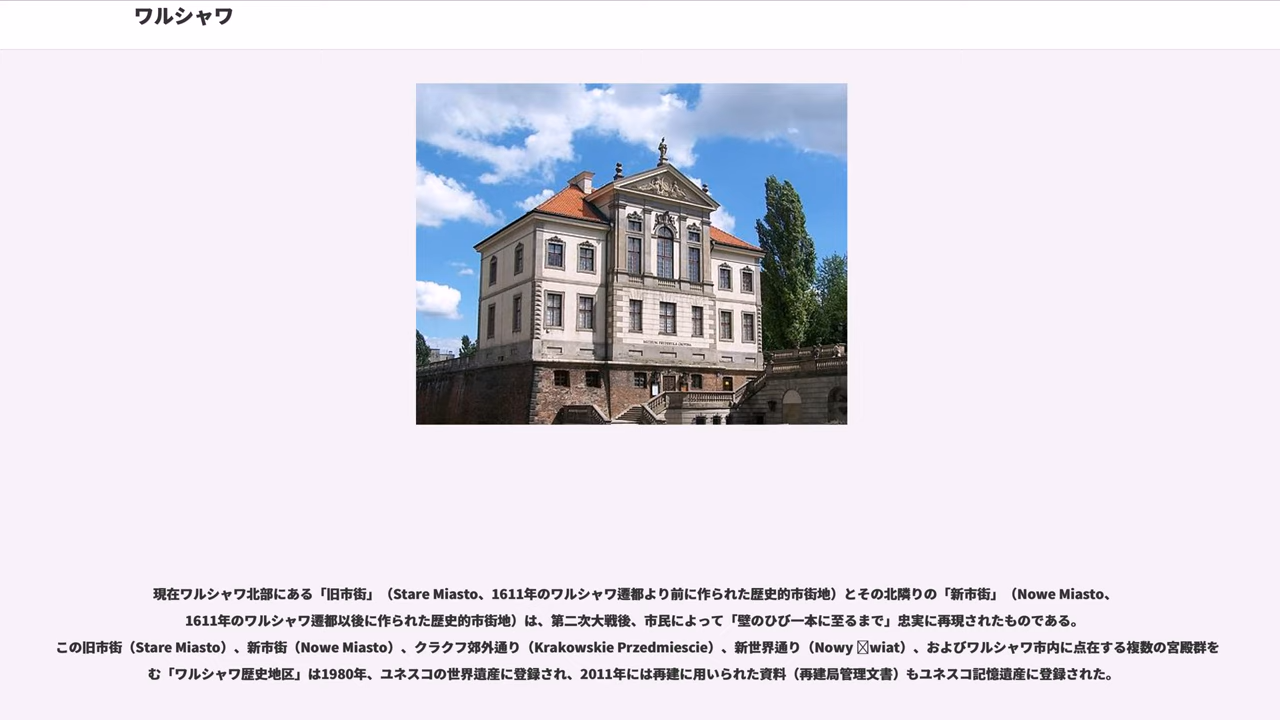 ワルシャワ
現在ワルシャワ北部にある「旧市街」（Stare Miasto、1611年のワルシャワ遷都より前に作られた歴史的市街地）とその北隣りの「新市街」（Nowe Miasto、
1611年のワルシャワ遷都以後に作られた歴史的市街地）は、第二次大戦後、市民によって「壁のひび一本に至るまで」忠実に再現されたものである。
この旧市街（Stare Miasto）、新市街（Nowe Miasto）、クラクフ郊外通り（Krakowskie Przedmiescie）、新世界通り（Nowy wiat）、およびワルシャワ市内に点在する複数の宮殿群を
む「ワルシャワ歴史地区」は1980年、ユネスコの世界遺産に登録され、2011年には再建に用いられた資料（再建局管理文書）もユネスコ記憶遺産に登録された。